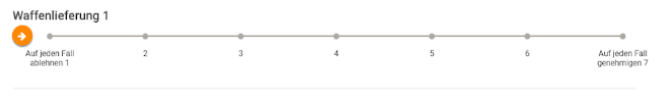 Waffenlieferung 1
Auf jeden Fall ablehnen 1
2
3
4
5
6
Auf jeden Fall genehmigen 7